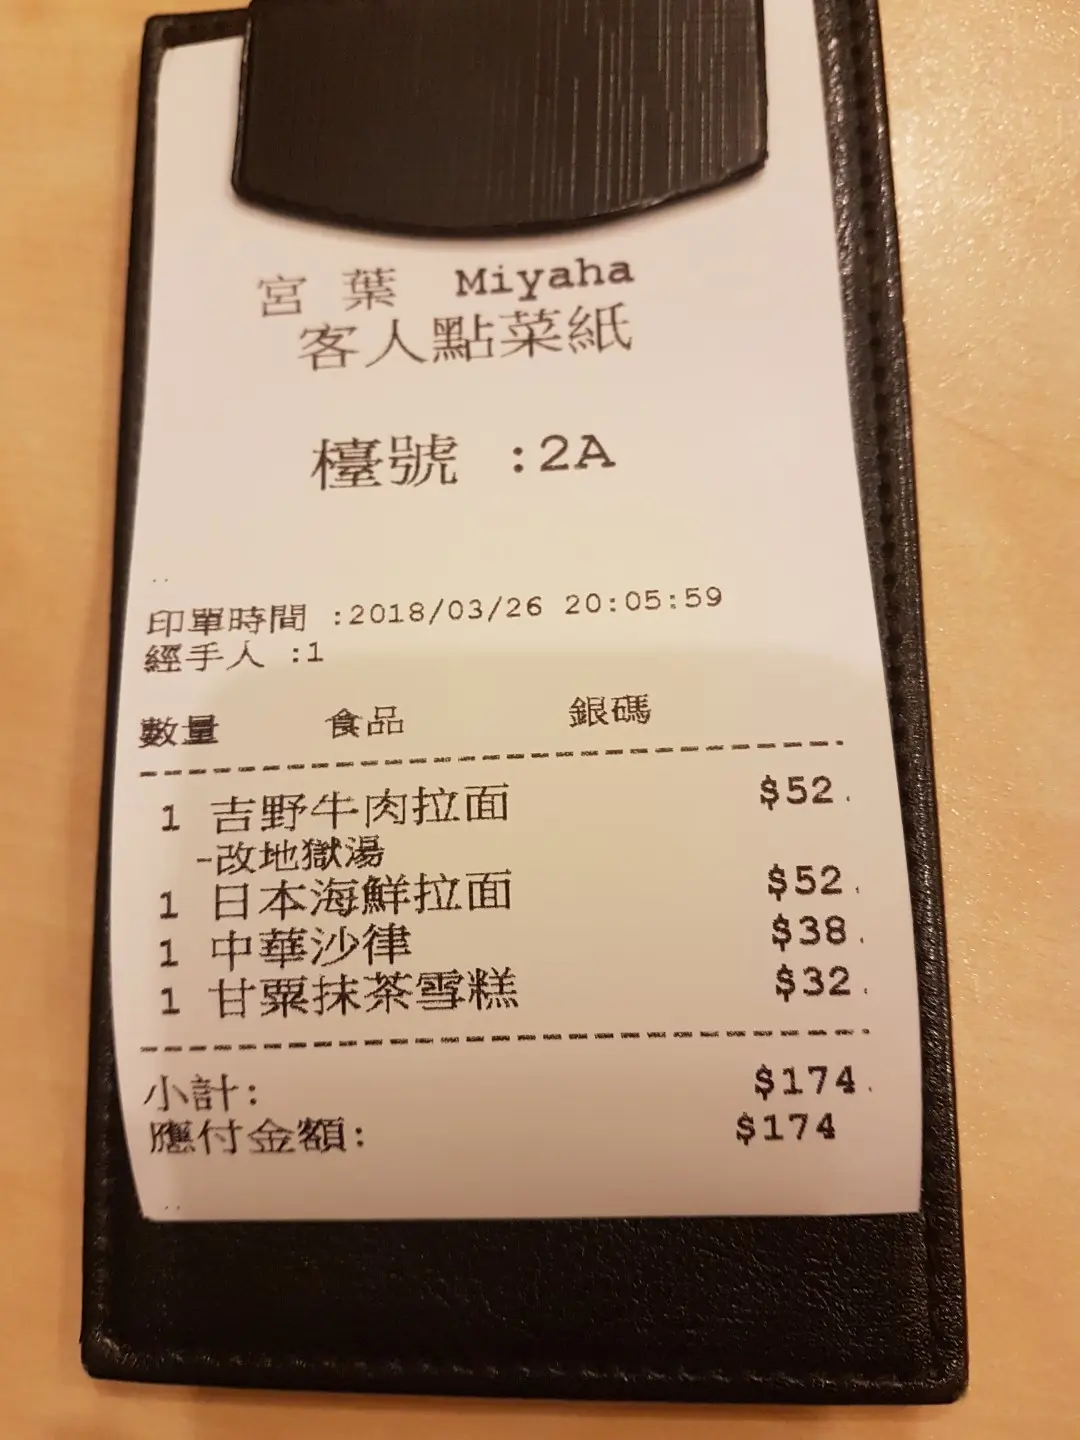 宮 葉 Miyaha
客人點菜紙
檯號 :2A
..
印單時間 :2018/03/26 20:05:59
經手人 :1
數量 食品 銀碼
1 吉野牛肉拉面 $52.
-改地獄湯
1 日本海鮮拉面 $52.
1 中華沙律 $38.
1 甘粟抹茶雪糕 $32.
小計: $174.
應付金額: $174
..